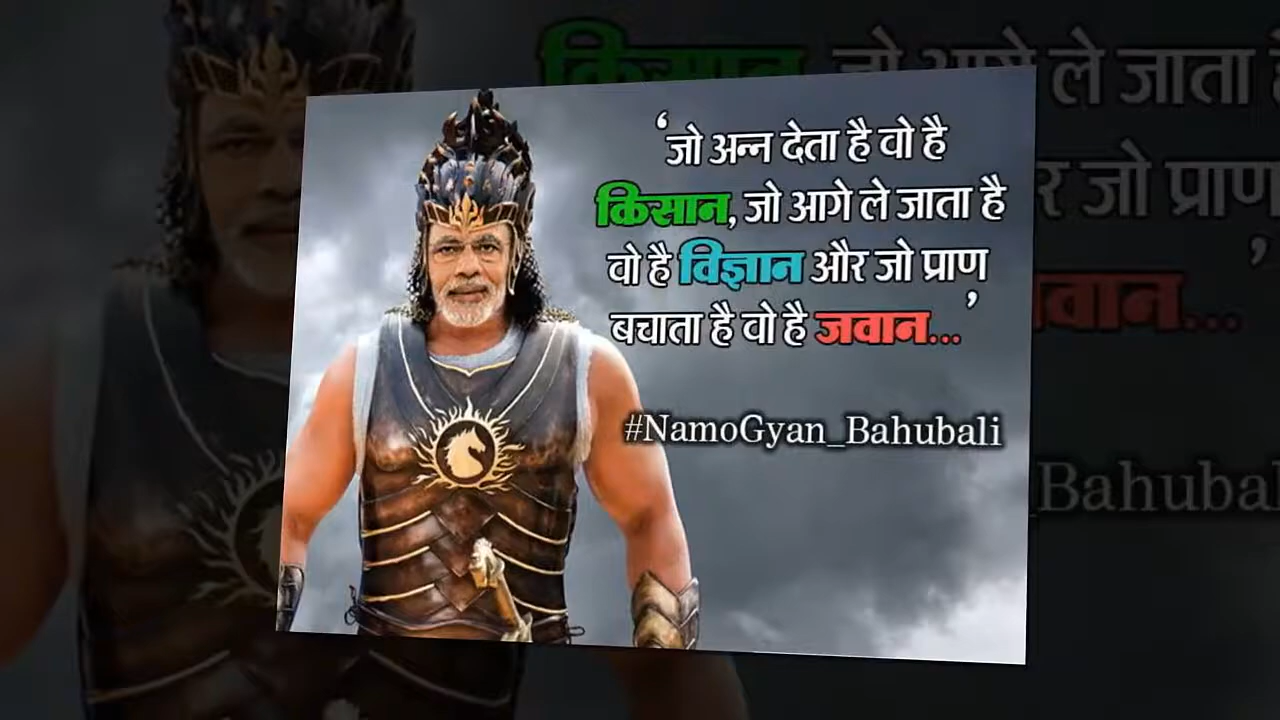 ‘जो अन्न देता है वो है
किसान, जो आगे ले जाता है
वो है विज्ञान और जो प्राण
बचाता है वो है जवान...’
#NamoGyan_Bahubali